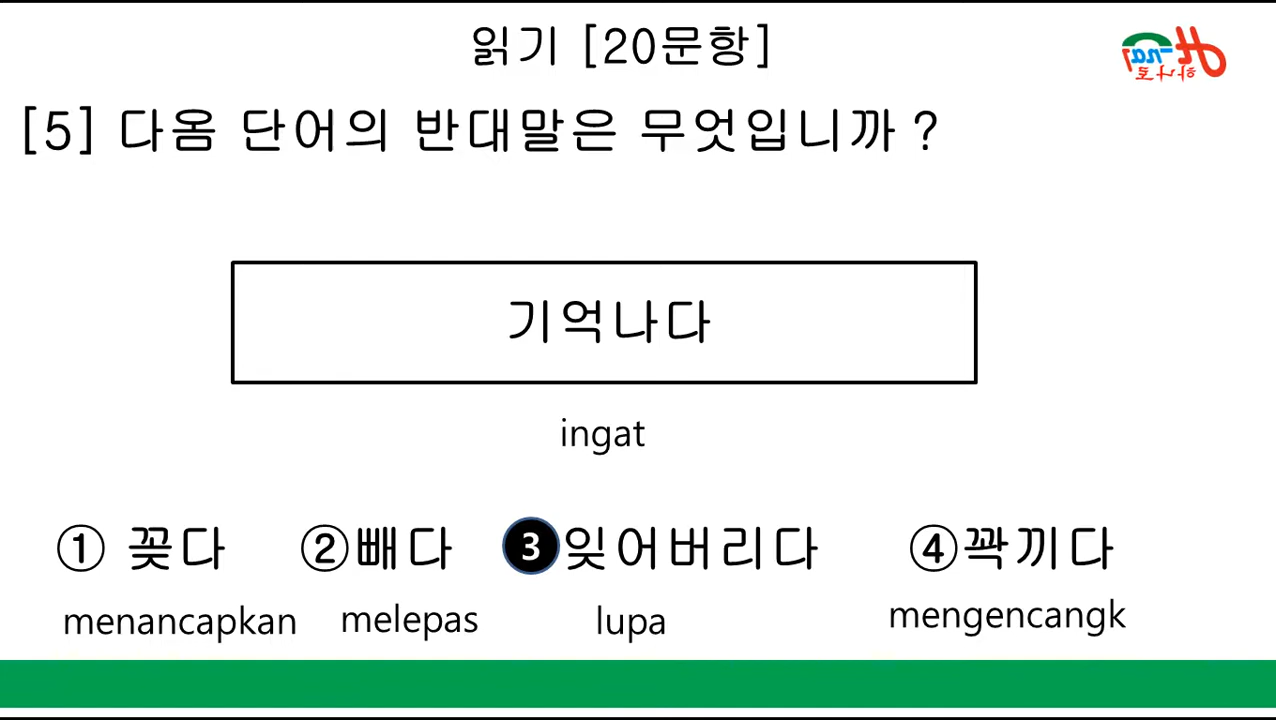 읽기 [20문항]
[5] 다옴 단어의 반대말은 무엇입니까?
기억나다
ingat
① 꽂다 ②빼다 ❸잊어버리다 ④꽉끼다
menancapkan melepas lupa mengencangk